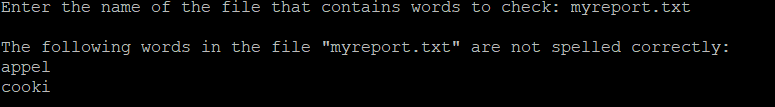 Enter the name of the file that contains words to check: myreport.txt
The following words in the file "myreport.txt" are not spelled correctly:
appel
cooki